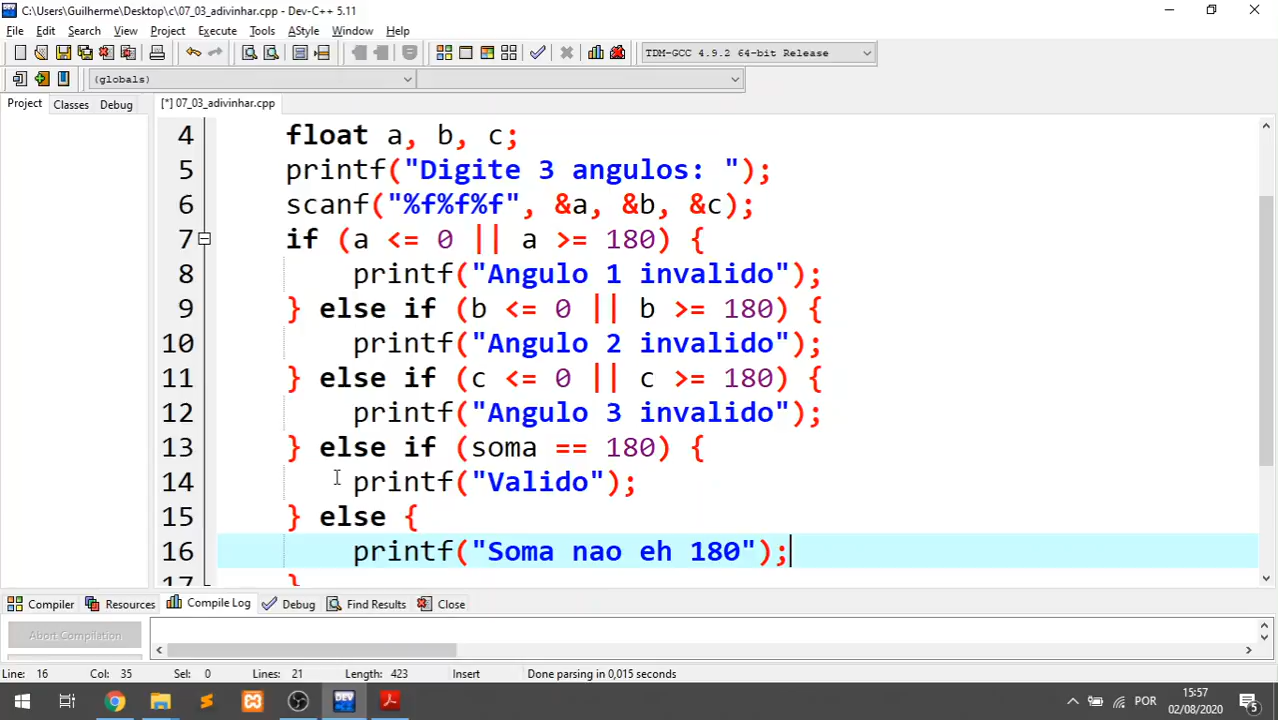 C:\Users\Guilherme\Desktop\c\07_03_adivinhar.cpp - Dev-C++ 5.11
File Edit Search View Project Execute Tools AStyle Window Help
TDM-GCC 4.9.2 64-bit Release
(globals)
Project Classes Debug [*] 07_03_adivinhar.cpp
4 float a, b, c;
5 printf("Digite 3 angulos: ");
6 scanf("%f%f%f", &a, &b, &c);
7 if (a <= 0 || a >= 180) {
8 printf("Angulo 1 invalido");
9 } else if (b <= 0 || b >= 180) {
10 printf("Angulo 2 invalido");
11 } else if (c <= 0 || c >= 180) {
12 printf("Angulo 3 invalido");
13 } else if (soma == 180) {
14 printf("Valido");
15 } else {
16 printf("Soma nao eh 180");
17 }
Compiler Resources Compile Log Debug Find Results Close
Abort Compilation
Line: 16 Col: 35 Sel: 0 Lines: 21 Length: 423 Insert Done parsing in 0,015 seconds
DEV POR 15:57
02/08/2020 5